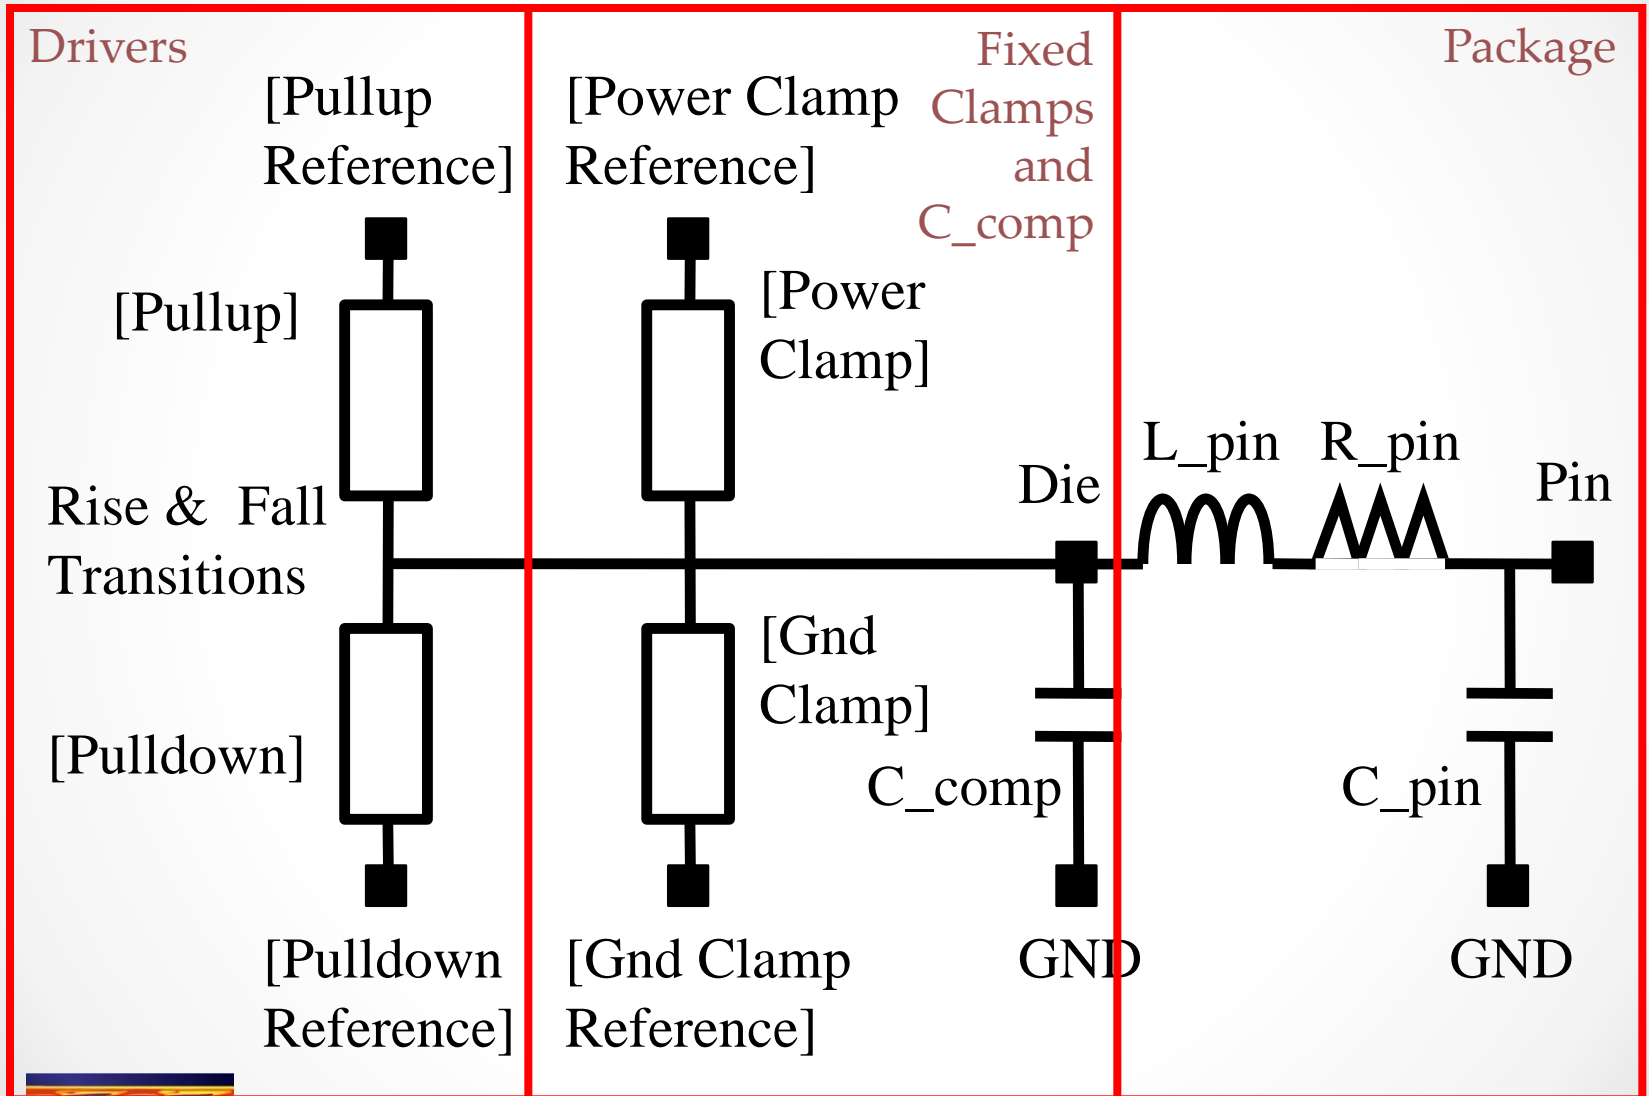 Drivers
Fixed
Clamps
and
C_comp
Package
[Pullup
Reference]
[Power Clamp
Reference]
[Pullup]
[Power
Clamp]
Rise &  Fall
Transitions
Die
L_pin
R_pin
Pin
[Pulldown]
[Gnd
Clamp]
C_comp
C_pin
[Pulldown
Reference]
[Gnd Clamp
Reference]
GND
GND